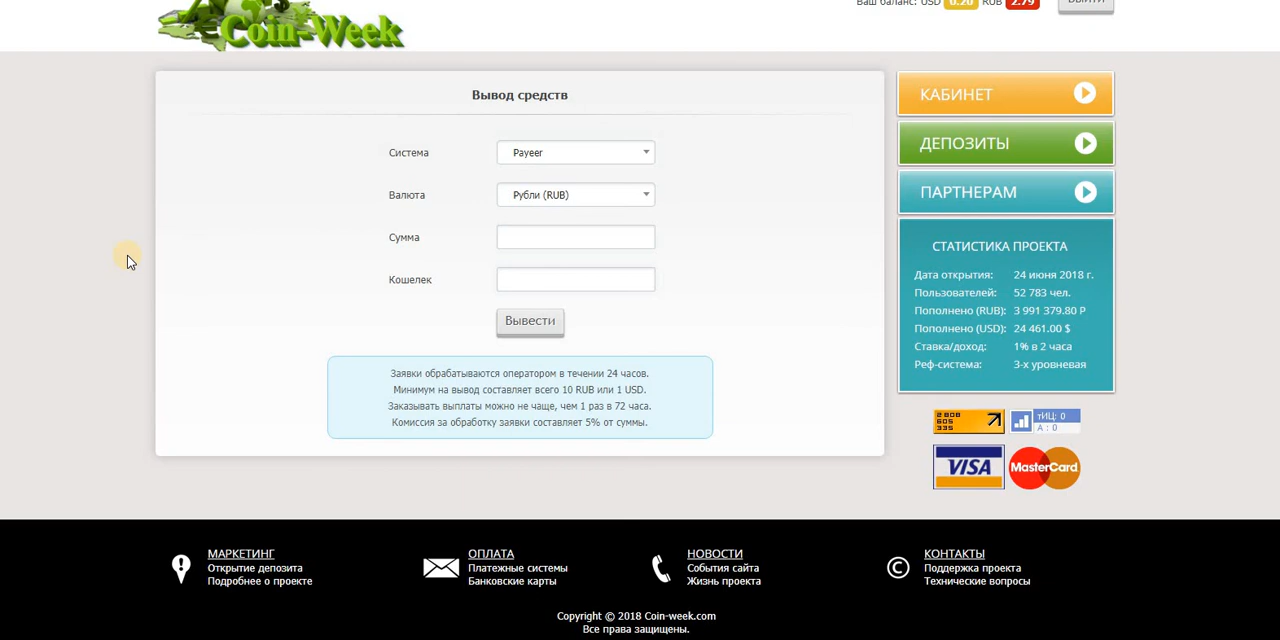 Ваш баланс: USD 0.20 RUB 2.79 ВЫЙТИ
Coin-Week
Вывод средств
Система Payeer
Валюта Рубли (RUB)
Сумма
Кошелек
Вывести
Заявки обрабатываются оператором в течении 24 часов.
Минимум на вывод составляет всего 10 RUB или 1 USD.
Заказывать выплаты можно не чаще, чем 1 раз в 72 часа.
Комиссия за обработку заявки составляет 5% от суммы.
КАБИНЕТ
ДЕПОЗИТЫ
ПАРТНЕРАМ
СТАТИСТИКА ПРОЕКТА
Дата открытия: 24 июня 2018 г.
Пользователей: 52 783 чел.
Пополнено (RUB): 3 991 379.80 Р
Пополнено (USD): 24 461.00 $
Ставка/доход: 1% в 2 часа
Реф-система: 3-х уровневая
2 808
605
335
тИЦ: 0
А : 0
VISA
MasterCard
МАРКЕТИНГ
Открытие депозита
Подробнее о проекте
ОПЛАТА
Платежные системы
Банковские карты
НОВОСТИ
События сайта
Жизнь проекта
КОНТАКТЫ
Поддержка проекта
Технические вопросы
Copyright © 2018 Coin-week.com
Все права защищены.